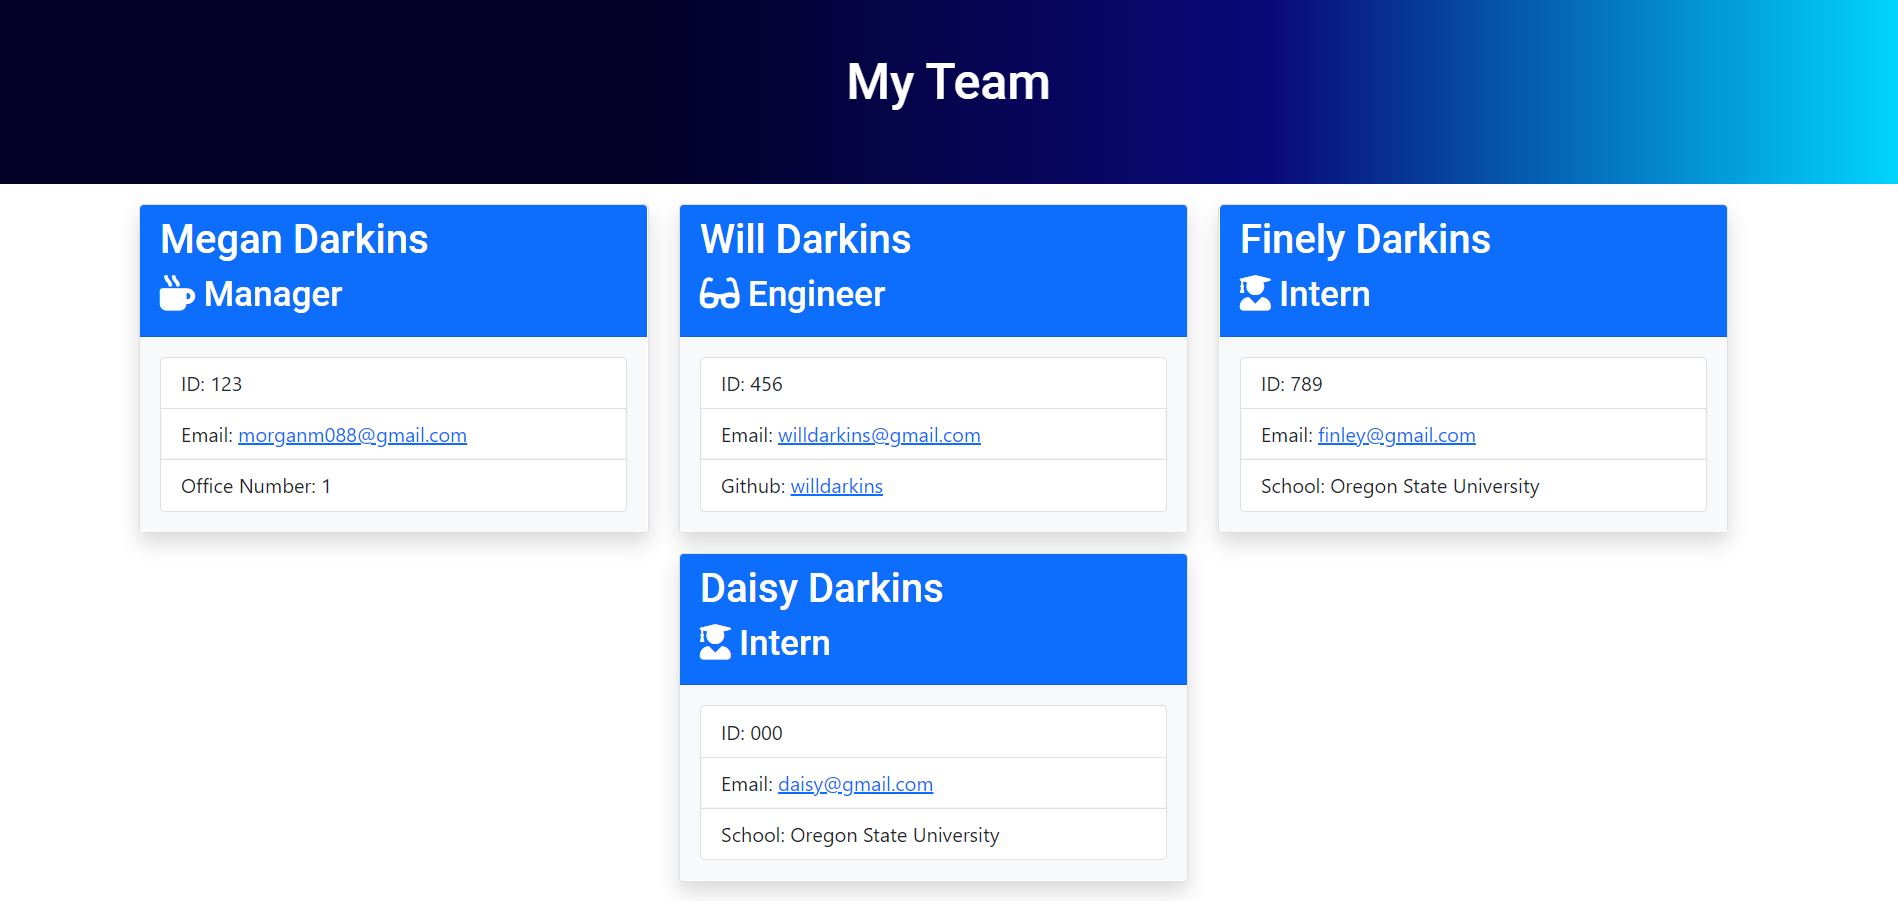 My Team
Megan Darkins
Manager
ID: 123
Email: morganm088@gmail.com
Office Number: 1
Will Darkins
Engineer
ID: 456
Email: willdarkins@gmail.com
Github: willdarkins
Finely Darkins
Intern
ID: 789
Email: finley@gmail.com
School: Oregon State University
Daisy Darkins
Intern
ID: 000
Email: daisy@gmail.com
School: Oregon State University